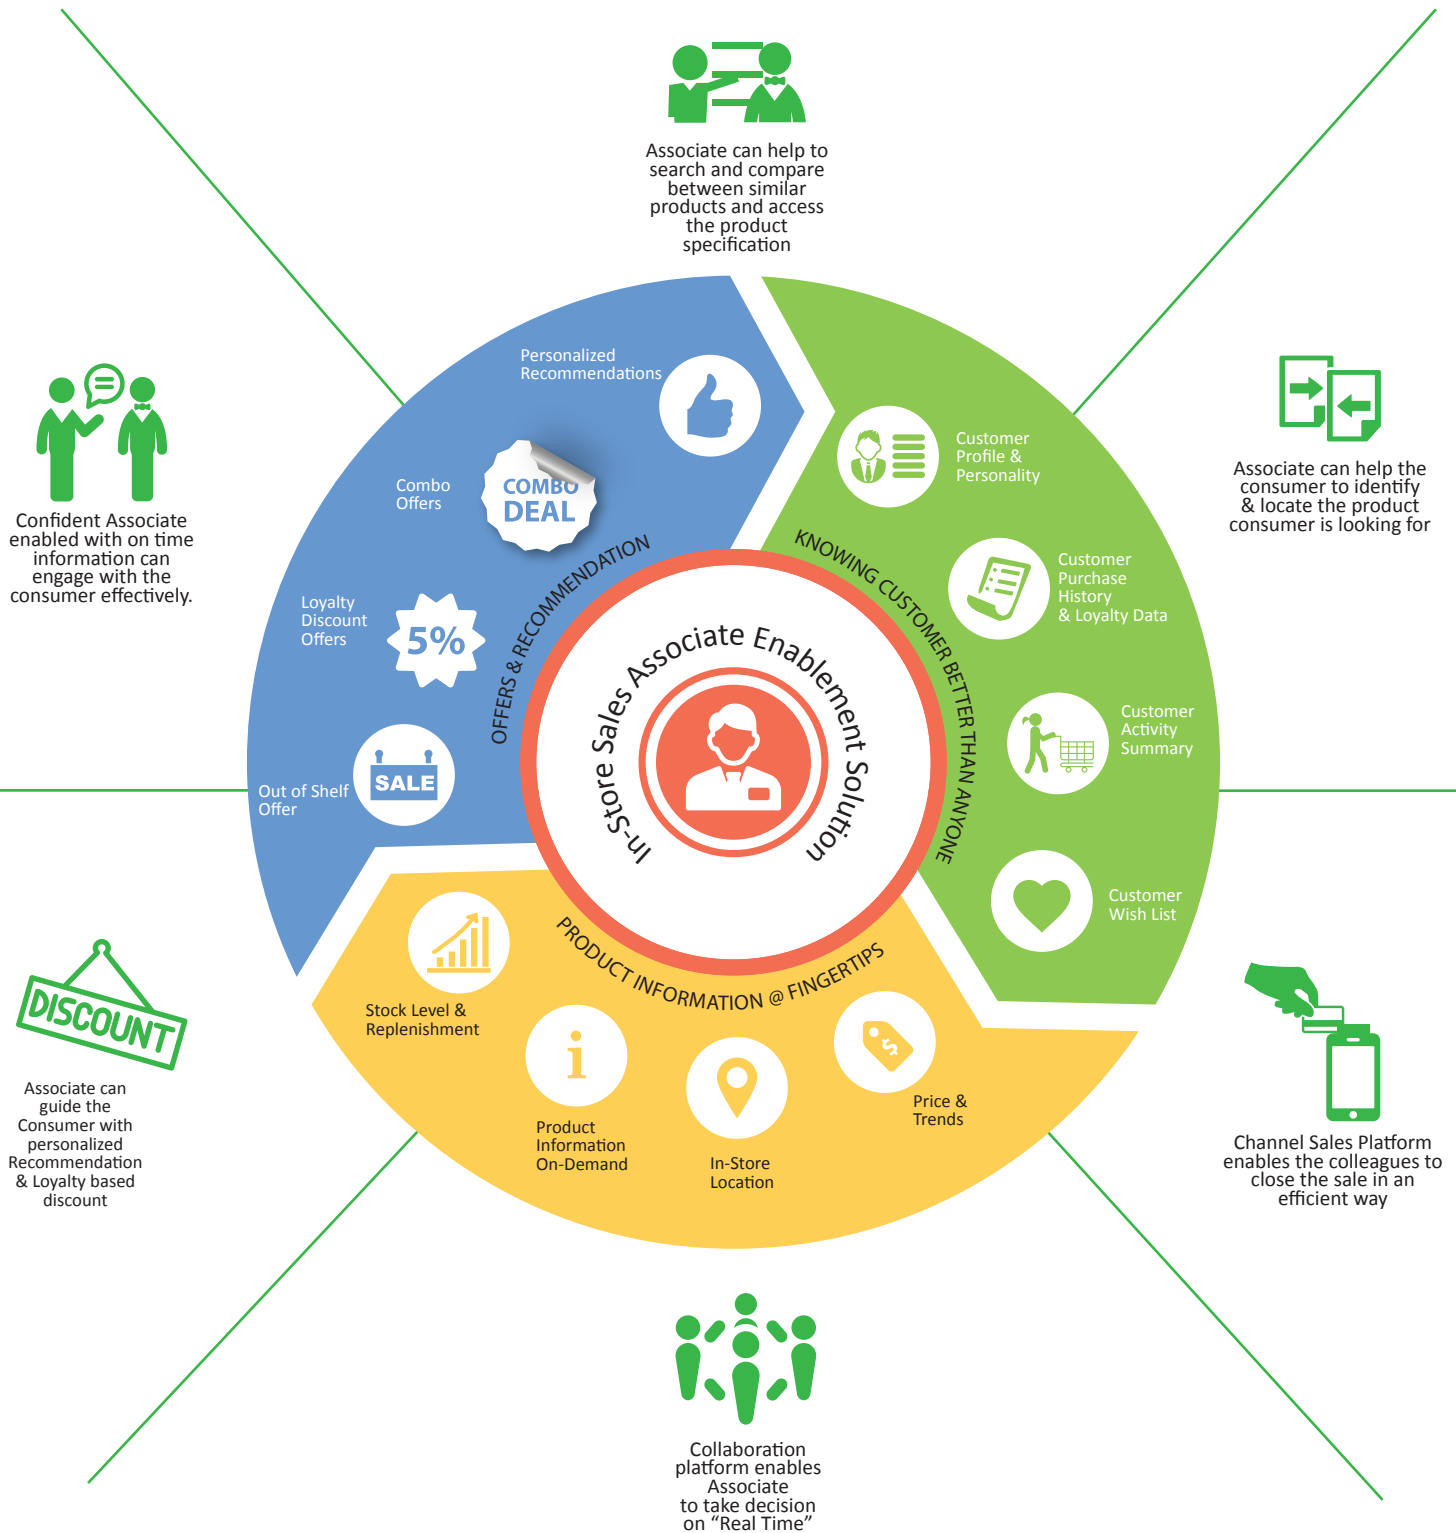 Associate can help to
search and compare
between similar
products and access
the product
specification
Confident Associate
enabled with on time
information can
engage with the
consumer effectively.
Associate can help the
consumer to identify
& locate the product
consumer is looking for
Personalized
Recommendations
Combo
Offers
COMBO
DEAL
Loyalty
Discount
Offers
5%
Out of Shelf
Offer
SALE
OFFERS & RECOMMENDATION
Customer
Profile &
Personality
Customer
Purchase
History
& Loyalty Data
Customer
Activity
Summary
Customer
Wish List
KNOWING CUSTOMER BETTER THAN ANYONE
In-Store Sales Associate Enablement Solution
PRODUCT INFORMATION @ FINGERTIPS
Stock Level &
Replenishment
i
Product
Information
On-Demand
In-Store
Location
$
Price &
Trends
DISCOUNT
Associate can
guide the
Consumer with
personalized
Recommendation
& Loyalty based
discount
Channel Sales Platform
enables the colleagues to
close the sale in an
efficient way
Collaboration
platform enables
Associate
to take decision
on “Real Time”